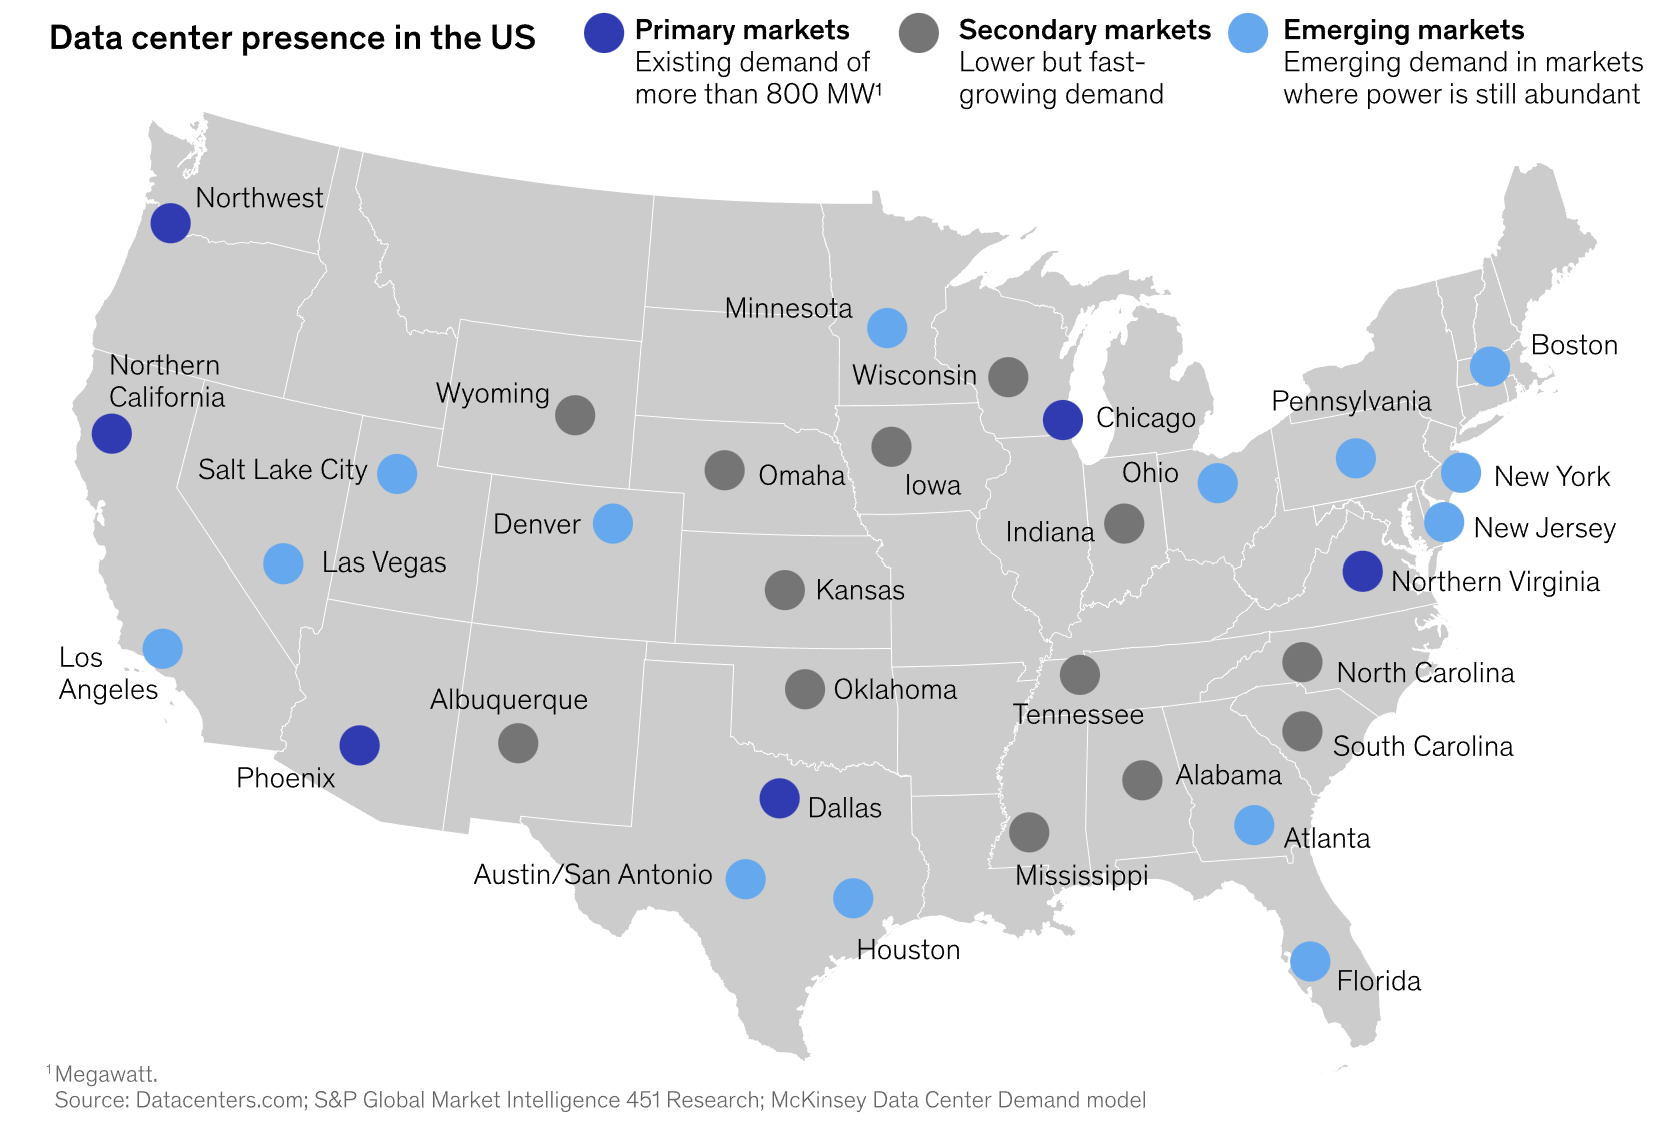 Data center presence in the US
Primary markets
Existing demand of
more than 800 MW¹
Secondary markets
Lower but fast-
growing demand
Emerging markets
Emerging demand in markets
where power is still abundant
Northwest
Minnesota
Boston
Northern
California
Wyoming
Wisconsin
Chicago
Pennsylvania
Salt Lake City
Omaha
Iowa
Ohio
New York
Denver
Indiana
New Jersey
Las Vegas
Kansas
Northern Virginia
Los
Angeles
Albuquerque
Oklahoma
Tennessee
North Carolina
South Carolina
Phoenix
Dallas
Alabama
Atlanta
Austin/San Antonio
Mississippi
Houston
Florida
¹ Megawatt.
Source: Datacenters.com; S&P Global Market Intelligence 451 Research; McKinsey Data Center Demand model